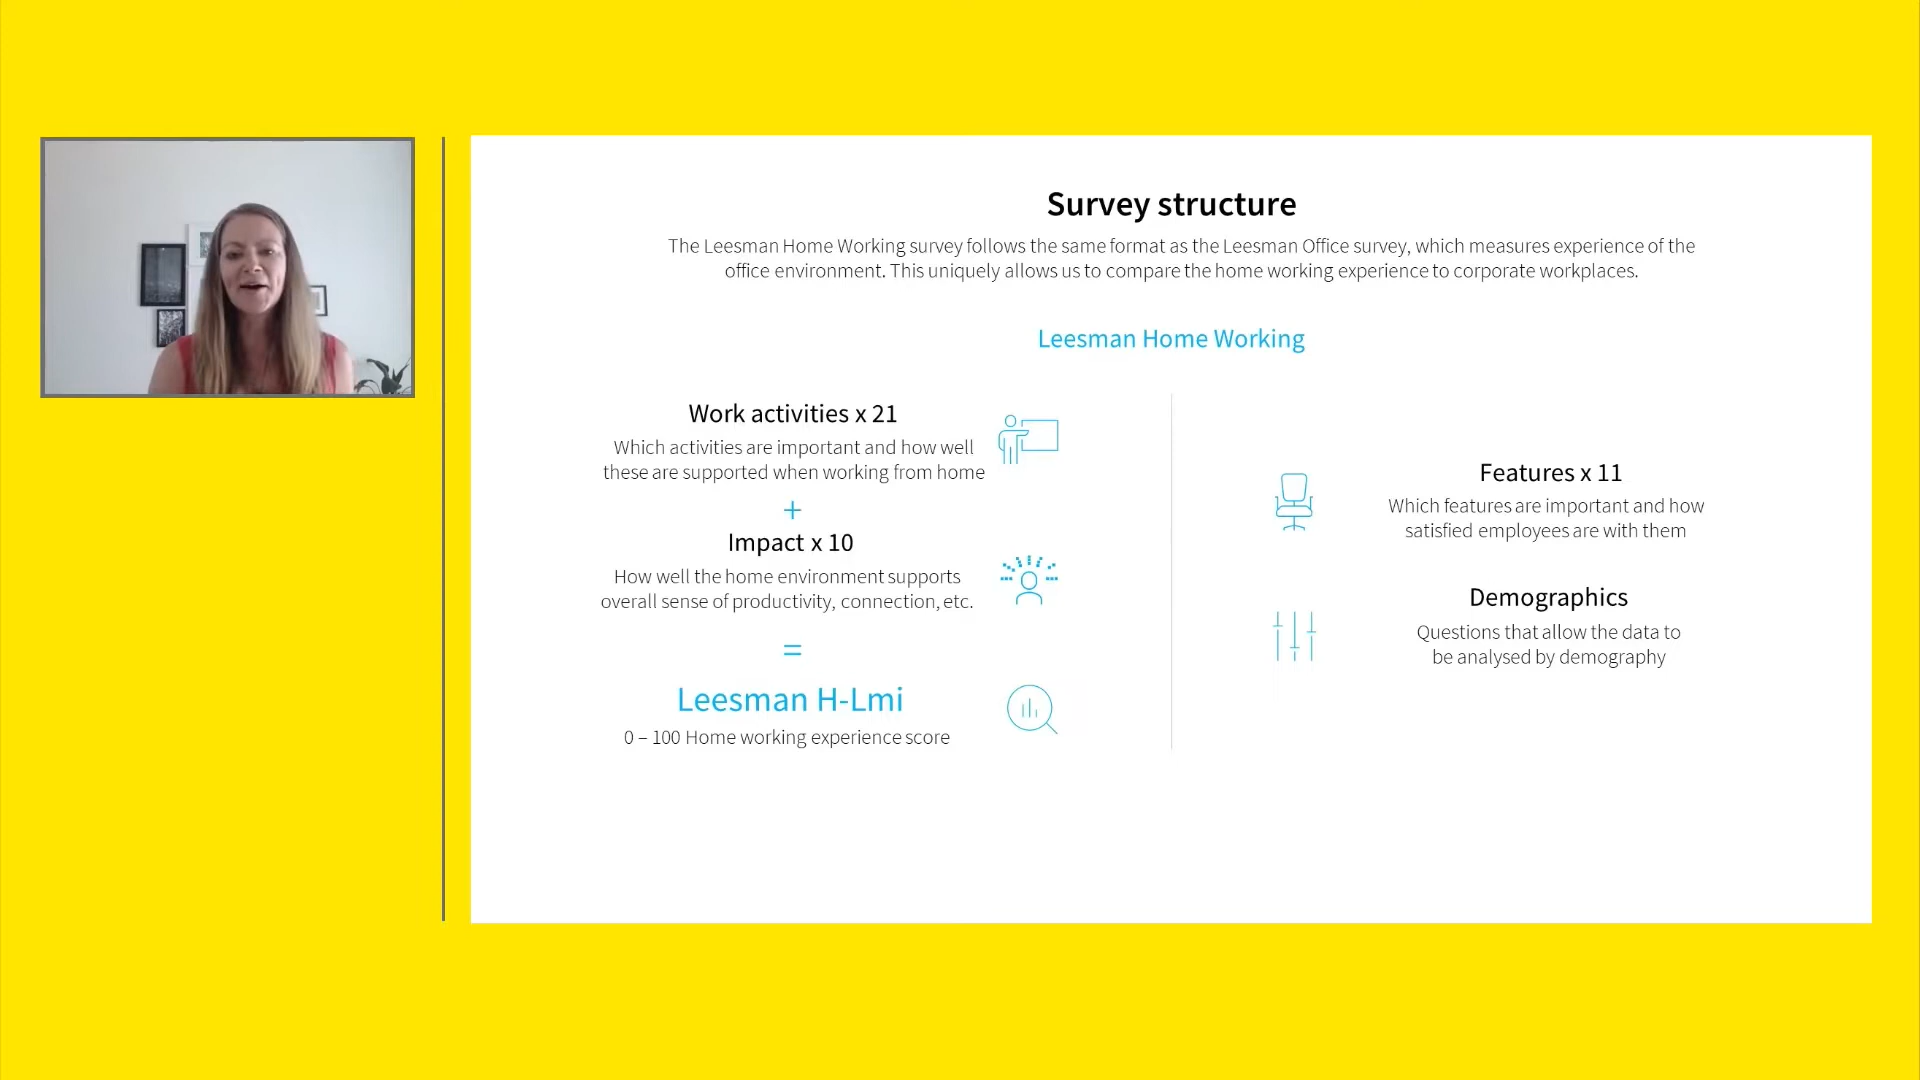 Survey structure
The Leesman Home Working survey follows the same format as the Leesman Office survey, which measures experience of the
office environment. This uniquely allows us to compare the home working experience to corporate workplaces.
Leesman Home Working
Work activities x 21
Which activities are important and how well
these are supported when working from home
+
Impact x 10
How well the home environment supports
overall sense of productivity, connection, etc.
=
Leesman H-Lmi
0 – 100 Home working experience score
Features x 11
Which features are important and how
satisfied employees are with them
Demographics
Questions that allow the data to
be analysed by demography